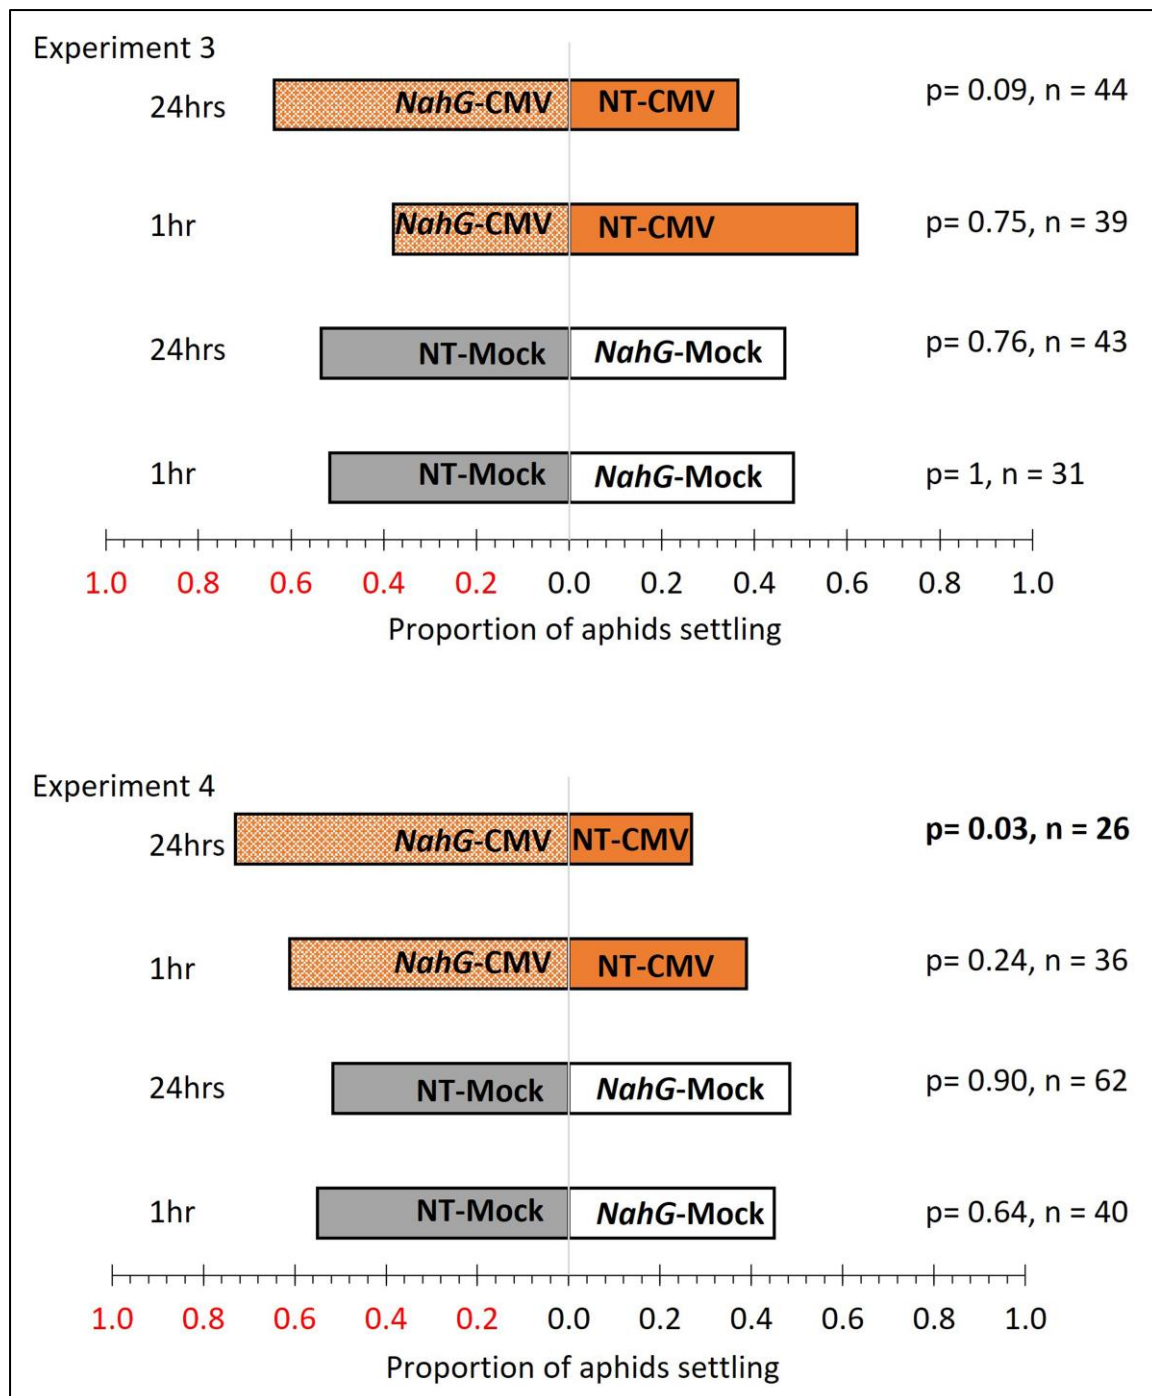 Experiment 3
24hrs NahG-CMV NT-CMV p= 0.09, n = 44
1hr NahG-CMV NT-CMV p= 0.75, n = 39
24hrs NT-Mock NahG-Mock p= 0.76, n = 43
1hr NT-Mock NahG-Mock p= 1, n = 31
1.0 0.8 0.6 0.4 0.2 0.0 0.2 0.4 0.6 0.8 1.0
Proportion of aphids settling
Experiment 4
24hrs NahG-CMV NT-CMV p= 0.03, n = 26
1hr NahG-CMV NT-CMV p= 0.24, n = 36
24hrs NT-Mock NahG-Mock p= 0.90, n = 62
1hr NT-Mock NahG-Mock p= 0.64, n = 40
1.0 0.8 0.6 0.4 0.2 0.0 0.2 0.4 0.6 0.8 1.0
Proportion of aphids settling